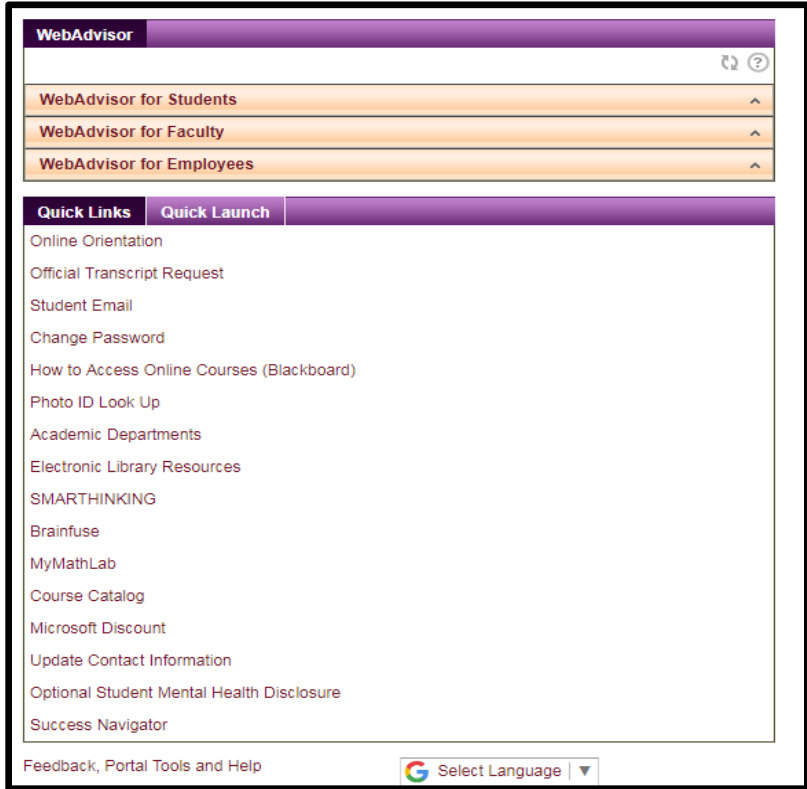 WebAdvisor
WebAdvisor for Students
WebAdvisor for Faculty
WebAdvisor for Employees
Quick Links Quick Launch
Online Orientation
Official Transcript Request
Student Email
Change Password
How to Access Online Courses (Blackboard)
Photo ID Look Up
Academic Departments
Electronic Library Resources
SMARTHINKING
Brainfuse
MyMathLab
Course Catalog
Microsoft Discount
Update Contact Information
Optional Student Mental Health Disclosure
Success Navigator
Feedback, Portal Tools and Help Select Language